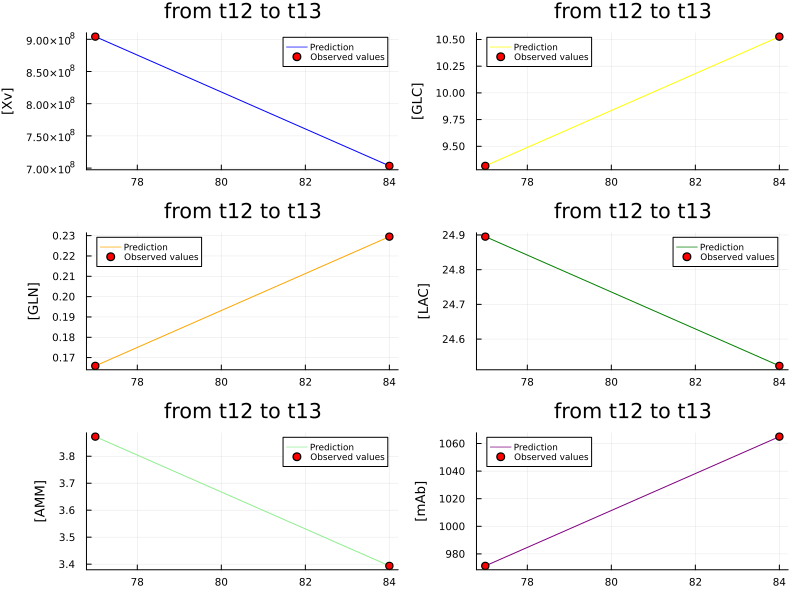 from t12 to t13
[Xv]
9.00×10⁸
8.50×10⁸
8.00×10⁸
7.50×10⁸
7.00×10⁸
Prediction
Observed values
78 80 82 84
from t12 to t13
[GLC]
10.50
10.25
10.00
9.75
9.50
Prediction
Observed values
78 80 82 84
from t12 to t13
[GLN]
0.23
0.22
0.21
0.20
0.19
0.18
0.17
Prediction
Observed values
78 80 82 84
from t12 to t13
[LAC]
24.9
24.8
24.7
24.6
Prediction
Observed values
78 80 82 84
from t12 to t13
[AMM]
3.8
3.7
3.6
3.5
3.4
Prediction
Observed values
78 80 82 84
from t12 to t13
[mAb]
1060
1040
1020
1000
980
Prediction
Observed values
78 80 82 84